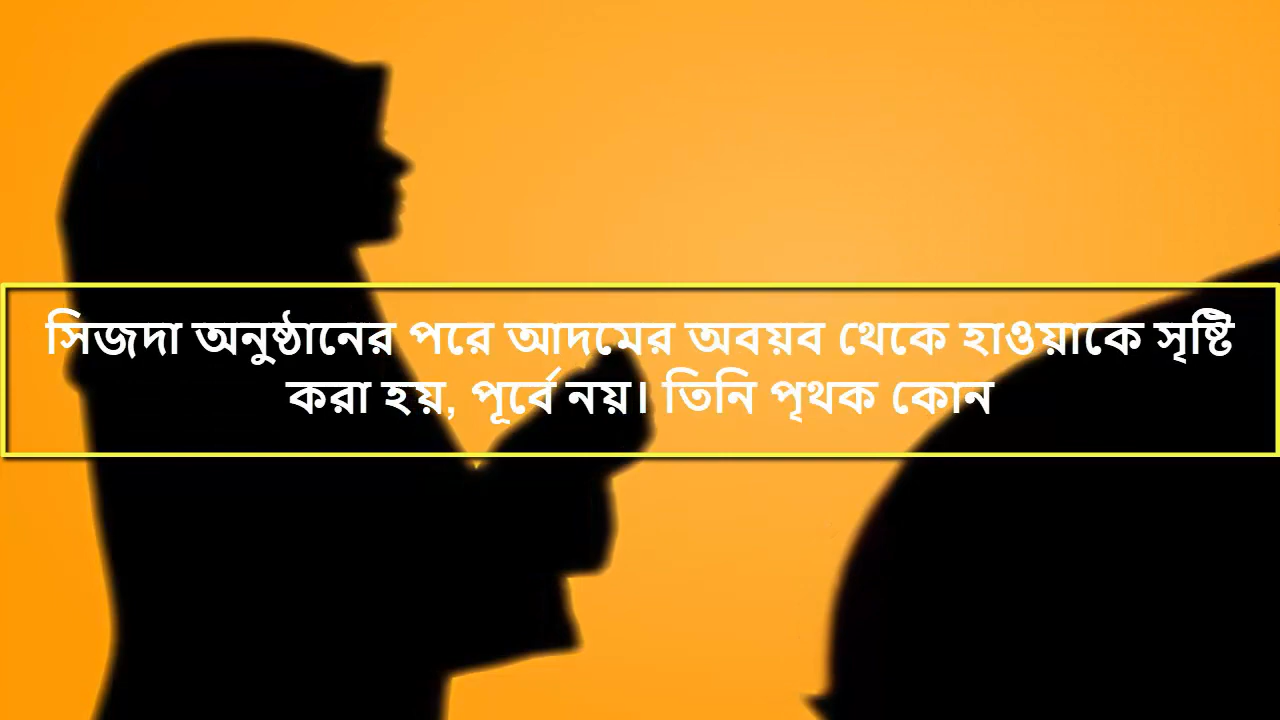 সিজদা অনুষ্ঠানের পরে আদমের অবয়ব থেকে হাওয়াকে সৃষ্টি
করা হয়, পূর্বে নয়। তিনি পৃথক কোন